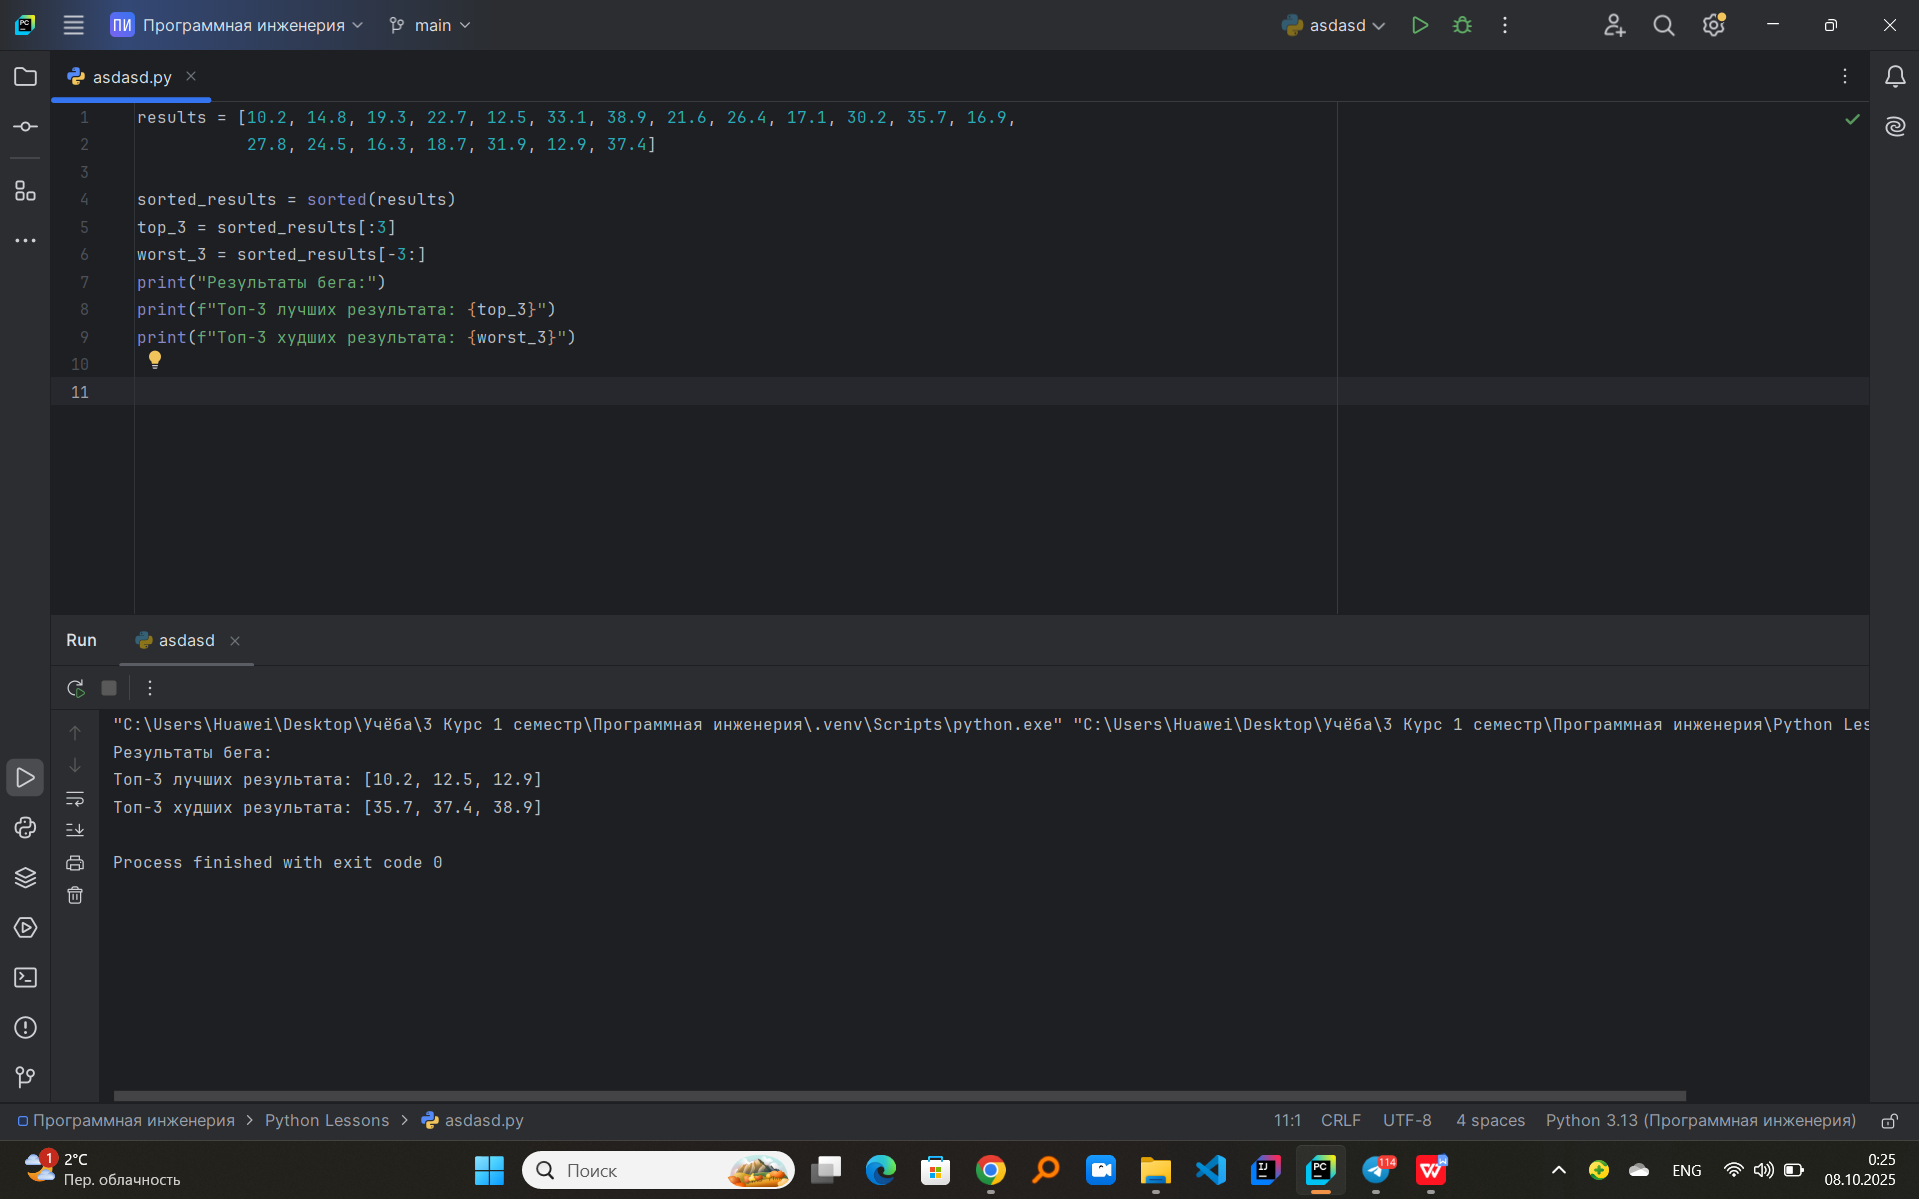 ПИ Программная инженерия main asdasd
asdasd.py
1 results = [10.2, 14.8, 19.3, 22.7, 12.5, 33.1, 38.9, 21.6, 26.4, 17.1, 30.2, 35.7, 16.9,
2 27.8, 24.5, 16.3, 18.7, 31.9, 12.9, 37.4]
3
4 sorted_results = sorted(results)
5 top_3 = sorted_results[:3]
6 worst_3 = sorted_results[-3:]
7 print("Результаты бега:")
8 print(f"Топ-3 лучших результата: {top_3}")
9 print(f"Топ-3 худших результата: {worst_3}")
10
11
Run asdasd
"C:\Users\Huawei\Desktop\Учёба\3 Курс 1 семестр\Программная инженерия\.venv\Scripts\python.exe" "C:\Users\Huawei\Desktop\Учёба\3 Курс 1 семестр\Программная инженерия\Python Les
Результаты бега:
Топ-3 лучших результата: [10.2, 12.5, 12.9]
Топ-3 худших результата: [35.7, 37.4, 38.9]
Process finished with exit code 0
Программная инженерия > Python Lessons > asdasd.py 11:1 CRLF UTF-8 4 spaces Python 3.13 (Программная инженерия)
1 2°C
Пер. облачность
Поиск
PC
114
ENG
0:25
08.10.2025